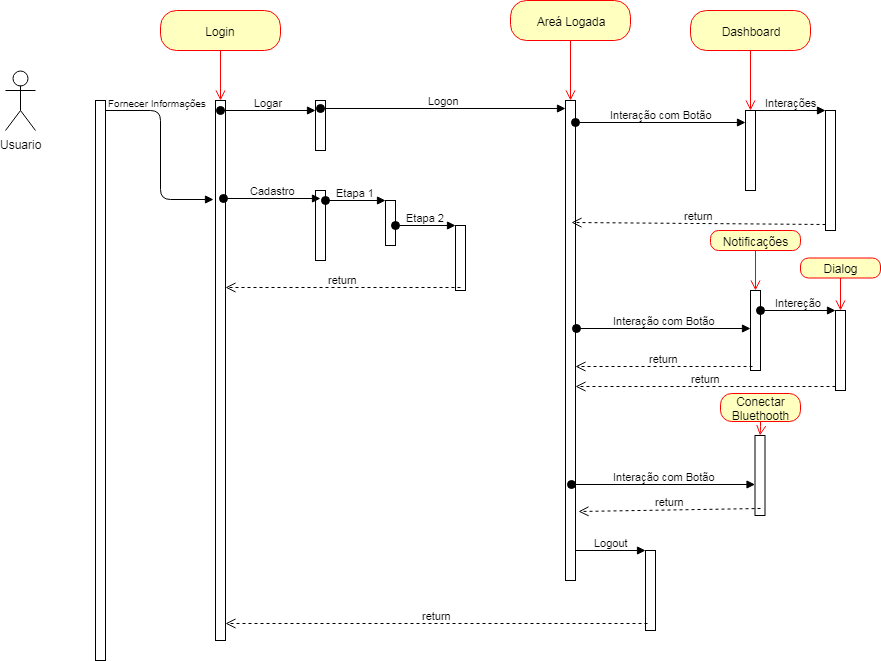 Login
Areá Logada
Dashboard
Fornecer Informações
Logar
Logon
Interação com Botão
Interações
Usuario
Cadastro
Etapa 1
Etapa 2
return
Notificações
Dialog
return
Intereção
Interação com Botão
return
return
Conectar
Bluethooth
Interação com Botão
return
Logout
return